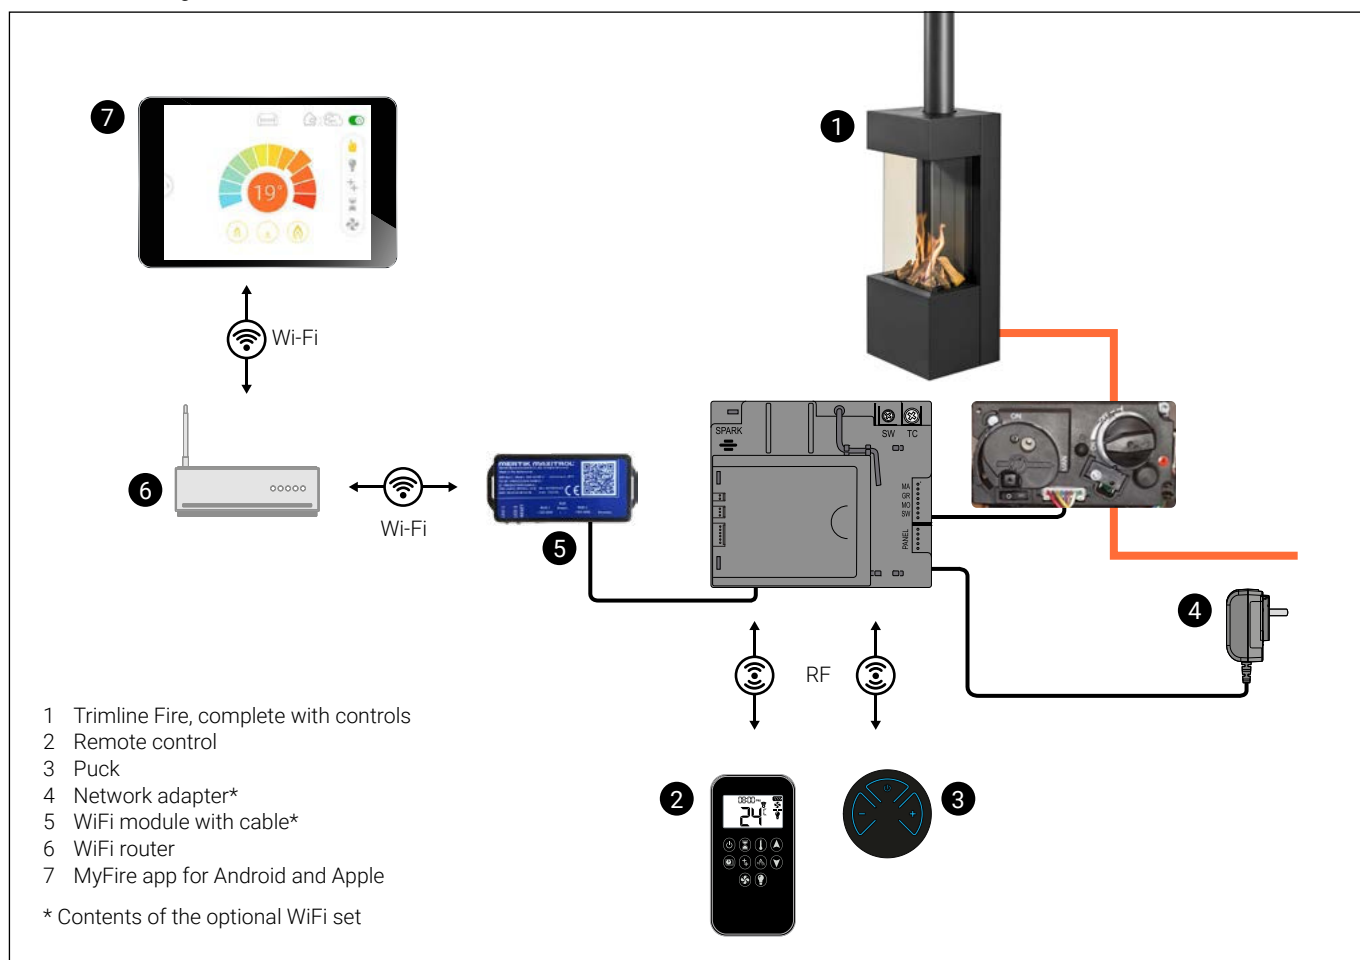 7
19°
1
Wi-Fi
SPARK
SW TC
ON
MAN
MERTIK MAXITROL
MA
GR
MO
SW
PANEL
6
Wi-Fi
5
4
RF
1 Trimline Fire, complete with controls
2 Remote control
3 Puck
4 Network adapter*
5 WiFi module with cable*
6 WiFi router
7 MyFire app for Android and Apple
* Contents of the optional WiFi set
2
24
°C
3
- +